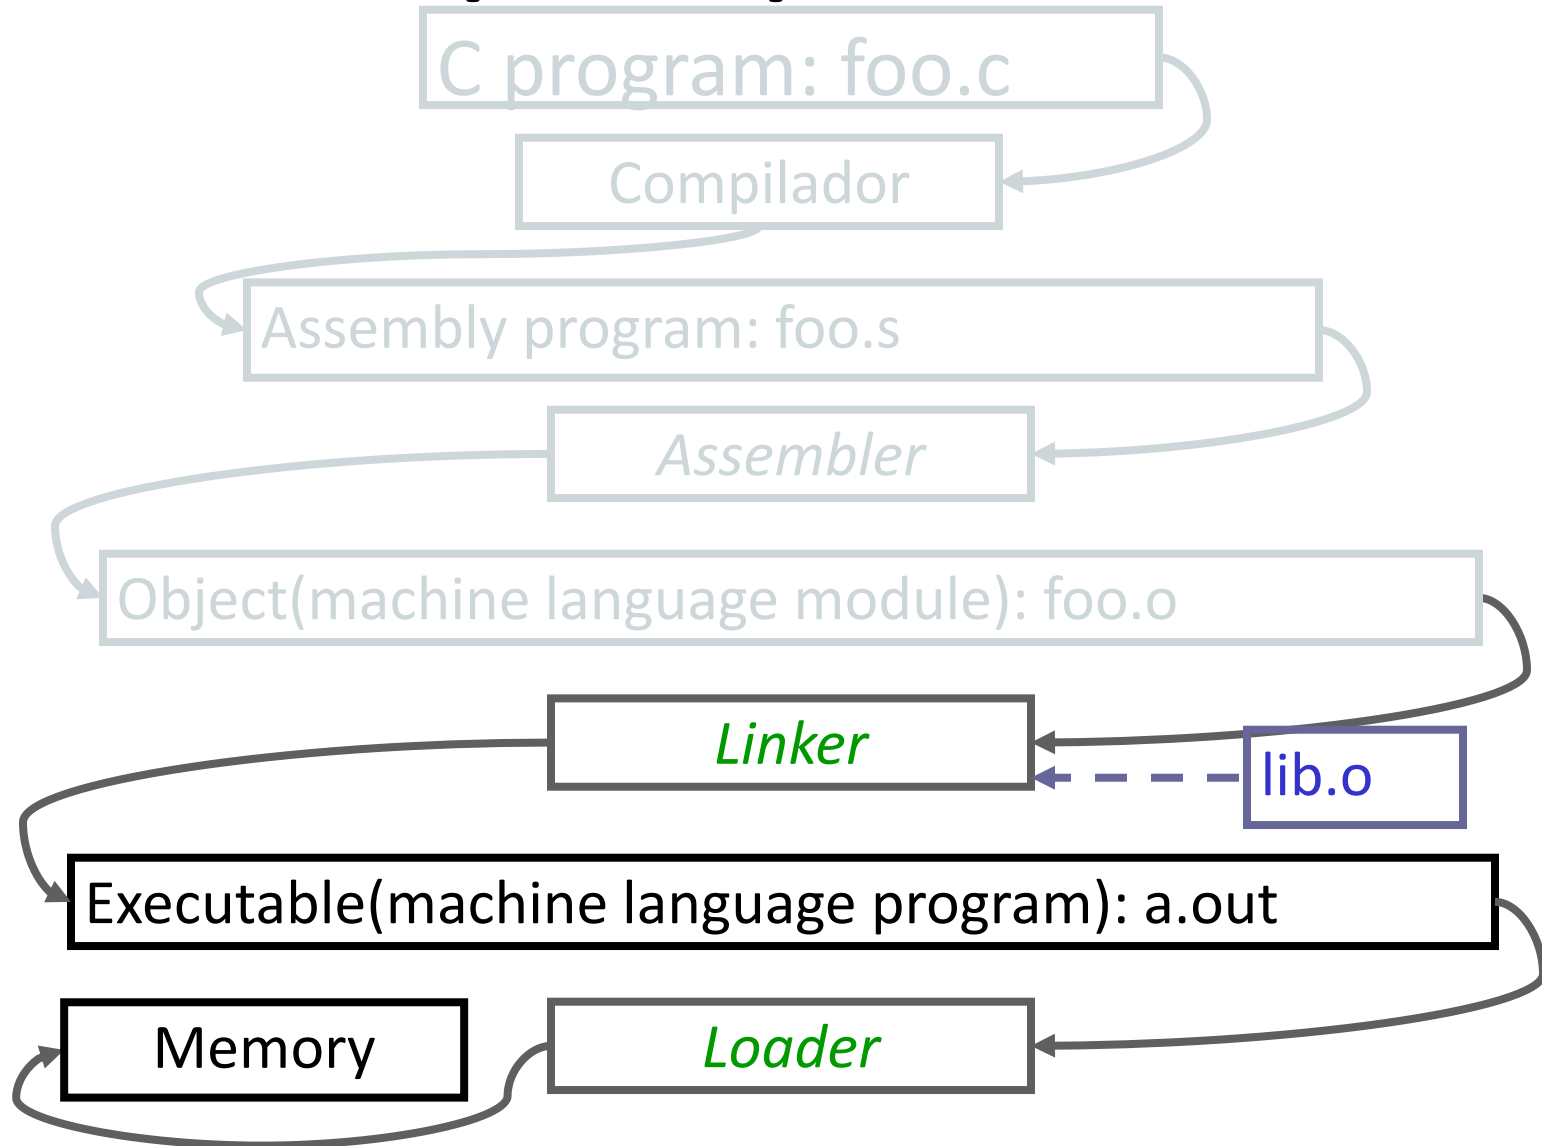 C program: foo.c
Compilador
Assembly program: foo.s
Assembler
Object(machine language module): foo.o
Linker
lib.o
Executable(machine language program): a.out
Memory
Loader